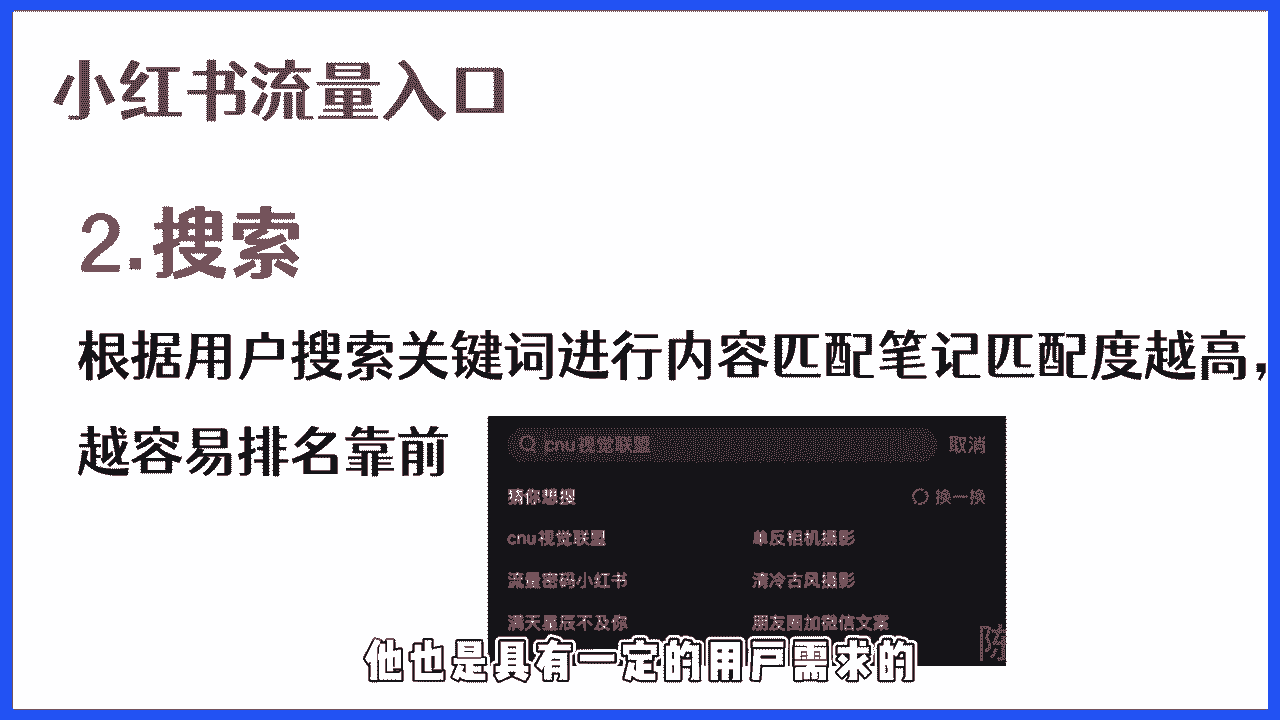 小红书流量入口
2.搜索
根据用户搜索关键词进行内容匹配笔记匹配度越高，
越容易排名靠前
cnu视觉联盟 取消
猜你想搜 换一换
cnu视觉联盟 单反相机摄影
流量密码小红书 清冷古风摄影
满天星辰不及你 朋友圈加微信文案
陈
他也是具有一定的用户需求的